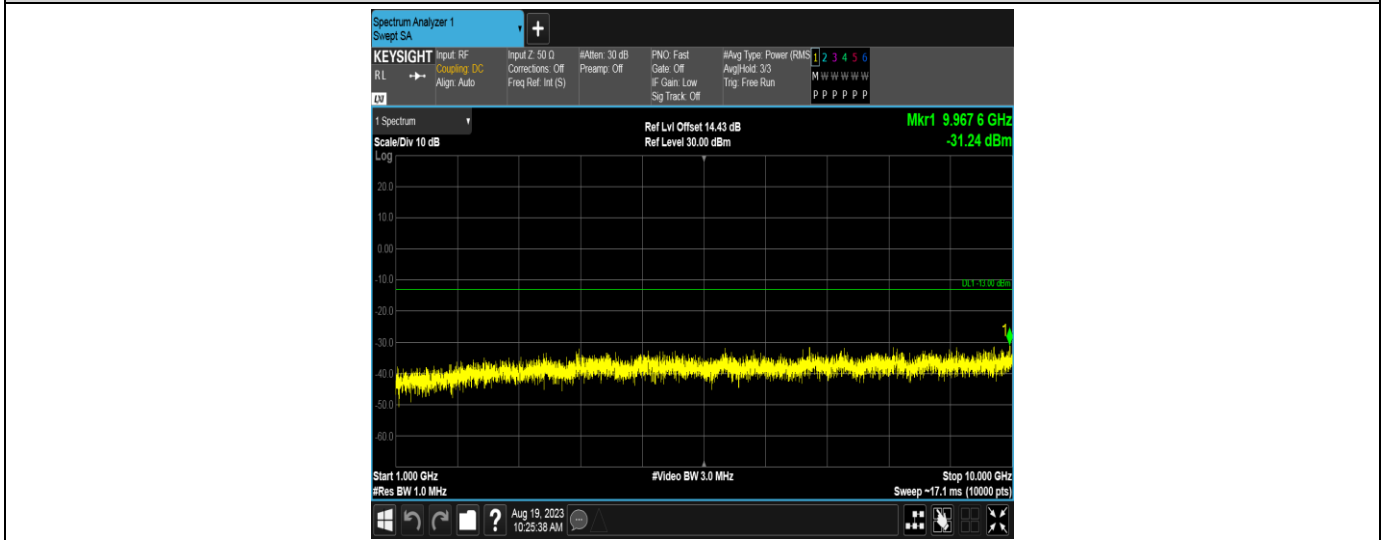 Spectrum Analyzer 1
Swept SA
+
KEYSIGHT Input: RF Input Z: 50 Ω #Atten: 30 dB PNO: Fast #Avg Type: Power (RMS 1 2 3 4 5 6
RL Coupling: DC Corrections: Off Preamp: Off Gate: Off Avg|Hold: 3/3 M W W W W W
Align: Auto Freq Ref: Int (S) IF Gain: Low Trig: Free Run P P P P P P
LXI Sig Track: Off
1 Spectrum Ref Lvl Offset 14.43 dB Mkr1 9.967 6 GHz
Scale/Div 10 dB Ref Level 30.00 dBm -31.24 dBm
Log
20.0
10.0
0.00
-10.0
DL1 -13.00 dBm
-20.0
1
-30.0
-40.0
-50.0
-60.0
Start 1.000 GHz #Video BW 3.0 MHz Stop 10.000 GHz
#Res BW 1.0 MHz Sweep ~17.1 ms (10000 pts)
? Aug 19, 2023
10:25:38 AM